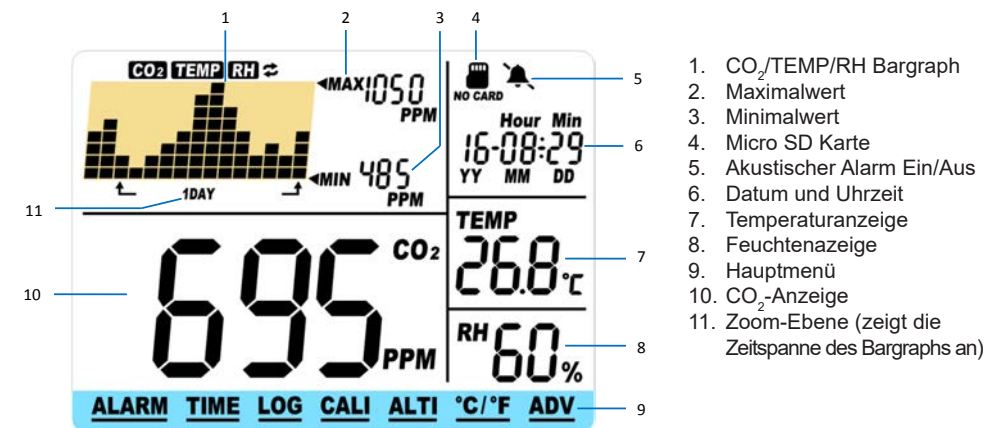 1 2 3 4
CO2 TEMP RH
MAX 1050
PPM
MIN 485
PPM
1DAY
11
NO CARD
5
Hour Min
16-08:29
YY MM DD
6
TEMP
26.8 °C
7
CO2
695
PPM
10
RH
60 %
8
ALARM TIME LOG CALI ALTI °C/°F ADV
9
1. CO2/TEMP/RH Bargraph
2. Maximalwert
3. Minimalwert
4. Micro SD Karte
5. Akustischer Alarm Ein/Aus
6. Datum und Uhrzeit
7. Temperaturanzeige
8. Feuchtenazeige
9. Hauptmenü
10. CO2-Anzeige
11. Zoom-Ebene (zeigt die
Zeitspanne des Bargraphs an)